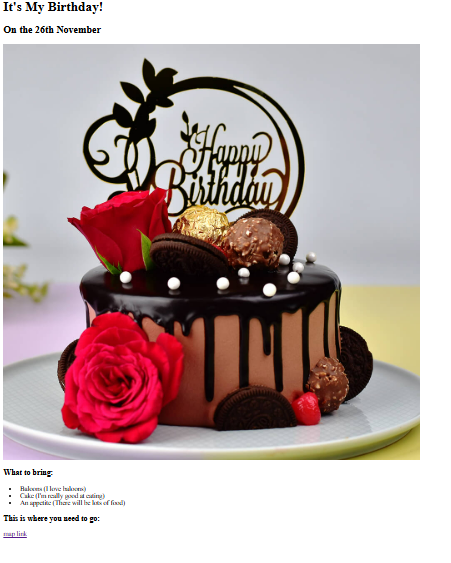 It's My Birthday!
On the 26th November
Happy
Birthday
What to bring:
Baloons (I love baloons)
Cake (I'm really good at eating)
An appetite (There will be lots of food)
This is where you need to go:
map link